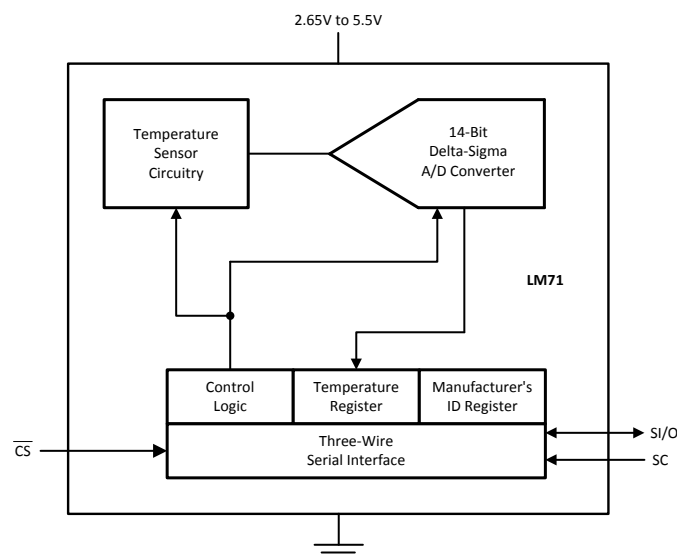 2.65V to 5.5V
Temperature
Sensor
Circuitry
14-Bit
Delta-Sigma
A/D Converter
LM71
Control
Logic
Temperature
Register
Manufacturer's
ID Register
Three-Wire
Serial Interface
CS
SI/O
SC